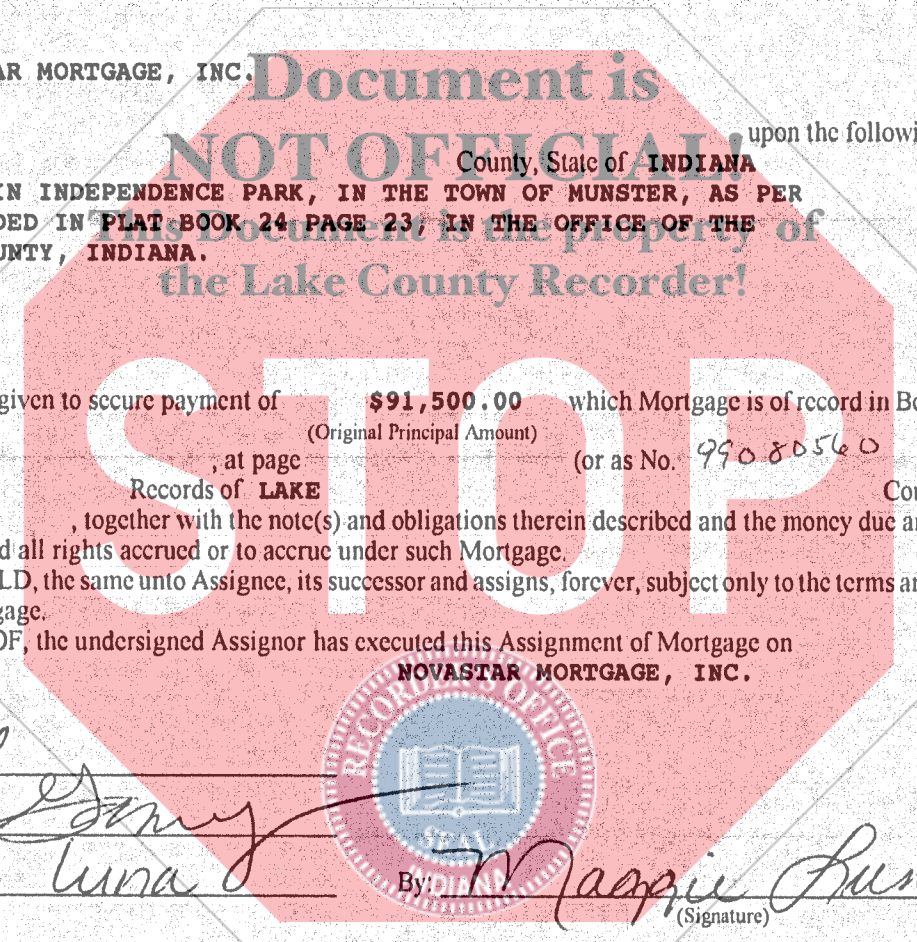 AR MORTGAGE, INC.
Document is
NOT OFFICIAL!
upon the followi
County, State of INDIANA
IN INDEPENDENCE PARK, IN THE TOWN OF MUNSTER, AS PER
DED IN PLAT BOOK 24 PAGE 23, IN THE OFFICE OF THE
This Document is the property of
UNTY, INDIANA.
the Lake County Recorder!
STOP
given to secure payment of $91,500.00 which Mortgage is of record in Bo
(Original Principal Amount)
, at page (or as No. 99080560
Records of LAKE Cou
, together with the note(s) and obligations therein described and the money due an
d all rights accrued or to accrue under such Mortgage.
LD, the same unto Assignee, its successor and assigns, forever, subject only to the terms an
gage.
OF, the undersigned Assignor has executed this Assignment of Mortgage on
NOVASTAR MORTGAGE, INC.
RECORDER'S OFFICE
SEAL
INDIANA
Luna
By: Maggie
(Signature)